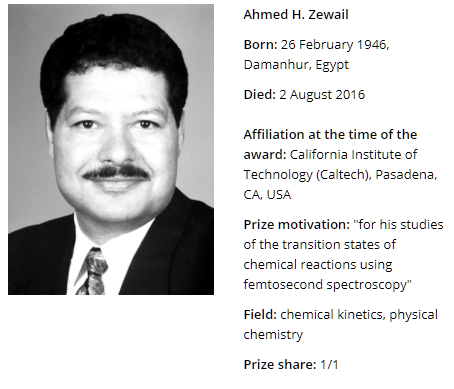 Ahmed H. Zewail
Born: 26 February 1946,
Damanhur, Egypt
Died: 2 August 2016
Affiliation at the time of the
award: California Institute of
Technology (Caltech), Pasadena,
CA, USA
Prize motivation: "for his studies
of the transition states of
chemical reactions using
femtosecond spectroscopy"
Field: chemical kinetics, physical
chemistry
Prize share: 1/1